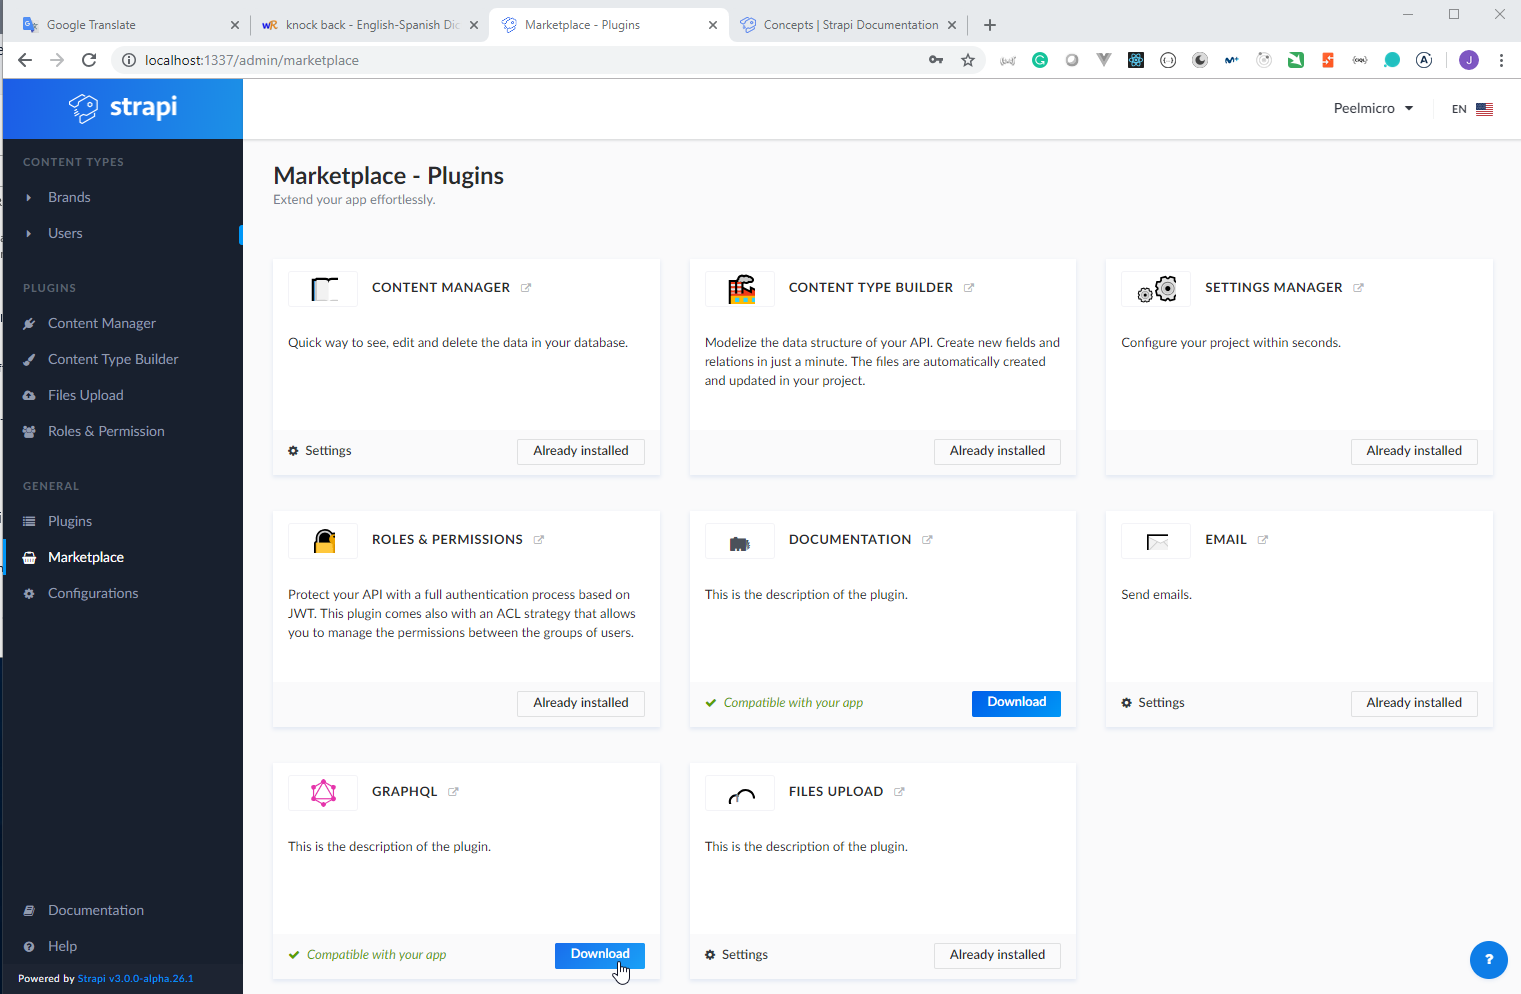 Google Translate
knock back - English-Spanish Dic
Marketplace - Plugins
Concepts | Strapi Documentation
localhost:1337/admin/marketplace
strapi
Peelmicro
EN
CONTENT TYPES
Brands
Users
PLUGINS
Content Manager
Content Type Builder
Files Upload
Roles & Permission
GENERAL
Plugins
Marketplace
Configurations
Documentation
Help
Powered by Strapi v3.0.0-alpha.26.1
Marketplace - Plugins
Extend your app effortlessly.
CONTENT MANAGER
Quick way to see, edit and delete the data in your database.
Settings
Already installed
CONTENT TYPE BUILDER
Modelize the data structure of your API. Create new fields and
relations in just a minute. The files are automatically created
and updated in your project.
Already installed
SETTINGS MANAGER
Configure your project within seconds.
Already installed
ROLES & PERMISSIONS
Protect your API with a full authentication process based on
JWT. This plugin comes also with an ACL strategy that allows
you to manage the permissions between the groups of users.
Already installed
DOCUMENTATION
This is the description of the plugin.
Compatible with your app
Download
EMAIL
Send emails.
Settings
Already installed
GRAPHQL
This is the description of the plugin.
Compatible with your app
Download
FILES UPLOAD
This is the description of the plugin.
Settings
Already installed
?